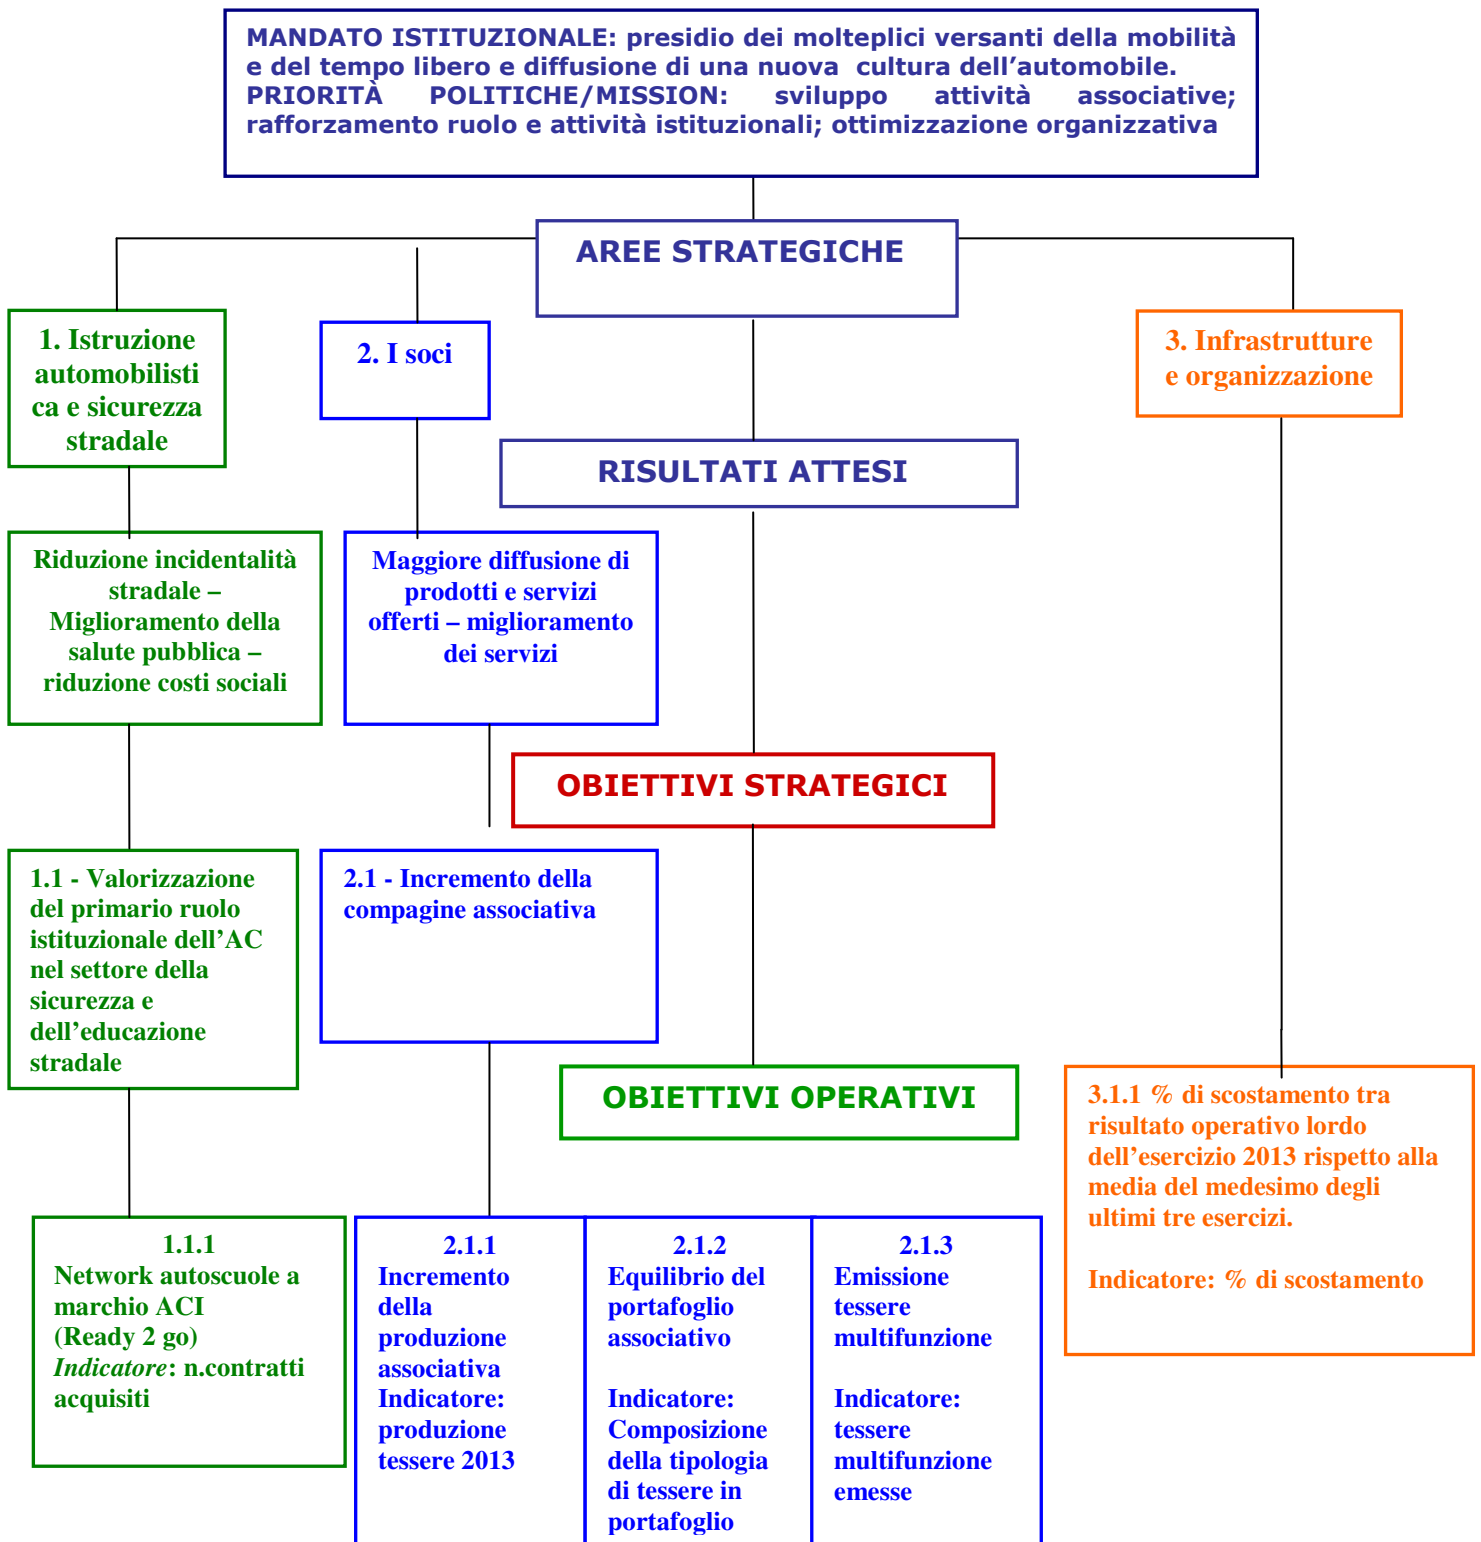 MANDATO ISTITUZIONALE: presidio dei molteplici versanti della mobilità
e del tempo libero e diffusione di una nuova cultura dell'automobile.
PRIORITÀ POLITICHE/MISSION: sviluppo attività associative;
rafforzamento ruolo e attività istituzionali; ottimizzazione organizzativa
AREE STRATEGICHE
1. Istruzione
automobilisti
ca e sicurezza
stradale
2. I soci
3. Infrastrutture
e organizzazione
RISULTATI ATTESI
Riduzione incidentalità
stradale –
Miglioramento della
salute pubblica –
riduzione costi sociali
Maggiore diffusione di
prodotti e servizi
offerti – miglioramento
dei servizi
OBIETTIVI STRATEGICI
1.1 - Valorizzazione
del primario ruolo
istituzionale dell'AC
nel settore della
sicurezza e
dell'educazione
stradale
2.1 - Incremento della
compagine associativa
OBIETTIVI OPERATIVI
3.1.1 % di scostamento tra
risultato operativo lordo
dell'esercizio 2013 rispetto alla
media del medesimo degli
ultimi tre esercizi.
Indicatore: % di scostamento
1.1.1
Network autoscuole a
marchio ACI
(Ready 2 go)
Indicatore: n.contratti
acquisiti
2.1.1
Incremento
della
produzione
associativa
Indicatore:
produzione
tessere 2013
2.1.2
Equilibrio del
portafoglio
associativo
Indicatore:
Composizione
della tipologia
di tessere in
portafoglio
2.1.3
Emissione
tessere
multifunzione
Indicatore:
tessere
multifunzione
emesse